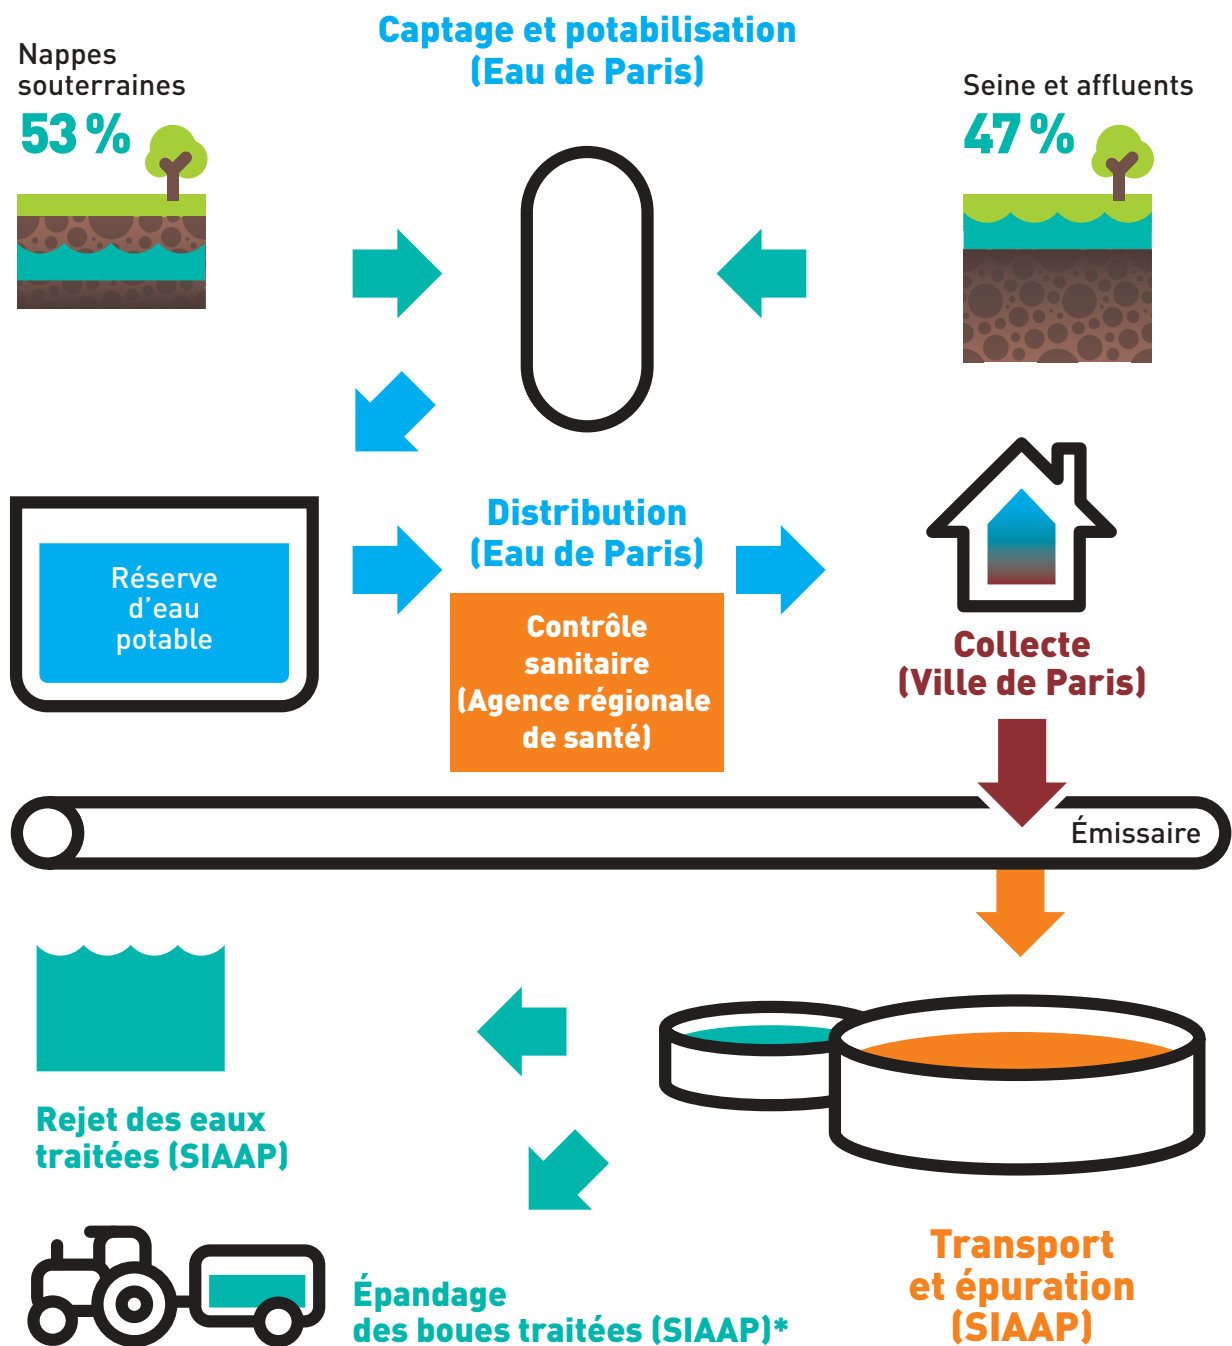 Captage et potabilisation
(Eau de Paris)
Nappes
souterraines
53 %
Seine et affluents
47 %
Réserve
d'eau
potable
Distribution
(Eau de Paris)
Contrôle
sanitaire
(Agence régionale
de santé)
Collecte
(Ville de Paris)
Émissaire
Rejet des eaux
traitées (SIAAP)
Épandage
des boues traitées (SIAAP)*
Transport
et épuration
(SIAAP)